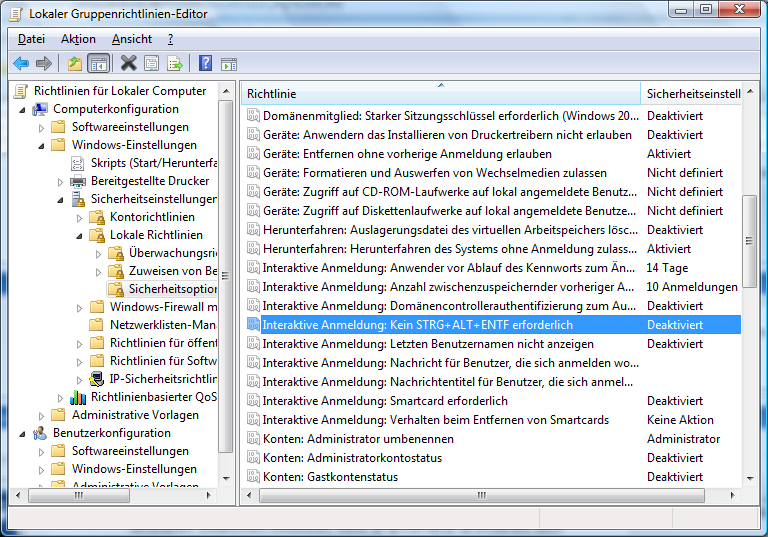 Lokaler Gruppenrichtlinien-Editor
Datei Aktion Ansicht ?
Richtlinien für Lokaler Computer
Computerkonfiguration
Softwareeinstellungen
Windows-Einstellungen
Skripts (Start/Herunterfa
Bereitgestellte Drucker
Sicherheitseinstellungen
Kontorichtlinien
Lokale Richtlinien
Überwachungsri
Zuweisen von Be
Sicherheitsoptio
Windows-Firewall m
Netzwerklisten-Man
Richtlinien für öffent
Richtlinien für Softw
IP-Sicherheitsrichtlin
Richtlinienbasierter QoS
Administrative Vorlagen
Benutzerkonfiguration
Softwareeinstellungen
Windows-Einstellungen
Administrative Vorlagen
Richtlinie Sicherheitseinstell
Domänenmitglied: Starker Sitzungsschlüssel erforderlich (Windows 20... Deaktiviert
Geräte: Anwendern das Installieren von Druckertreibern nicht erlauben Deaktiviert
Geräte: Entfernen ohne vorherige Anmeldung erlauben Aktiviert
Geräte: Formatieren und Auswerfen von Wechselmedien zulassen Nicht definiert
Geräte: Zugriff auf CD-ROM-Laufwerke auf lokal angemeldete Benutz... Nicht definiert
Geräte: Zugriff auf Diskettenlaufwerke auf lokal angemeldete Benutze... Nicht definiert
Herunterfahren: Auslagerungsdatei des virtuellen Arbeitspeichers lösc... Deaktiviert
Herunterfahren: Herunterfahren des Systems ohne Anmeldung zulass... Aktiviert
Interaktive Anmeldung: Anwender vor Ablauf des Kennworts zum Än... 14 Tage
Interaktive Anmeldung: Anzahl zwischenzuspeichernder vorheriger A... 10 Anmeldungen
Interaktive Anmeldung: Domänencontrollerauthentifizierung zum Au... Deaktiviert
Interaktive Anmeldung: Kein STRG+ALT+ENTF erforderlich Deaktiviert
Interaktive Anmeldung: Letzten Benutzernamen nicht anzeigen Deaktiviert
Interaktive Anmeldung: Nachricht für Benutzer, die sich anmelden wo...
Interaktive Anmeldung: Nachrichtentitel für Benutzer, die sich anmel...
Interaktive Anmeldung: Smartcard erforderlich Deaktiviert
Interaktive Anmeldung: Verhalten beim Entfernen von Smartcards Keine Aktion
Konten: Administrator umbenennen Administrator
Konten: Administratorkontostatus Deaktiviert
Konten: Gastkontenstatus Deaktiviert